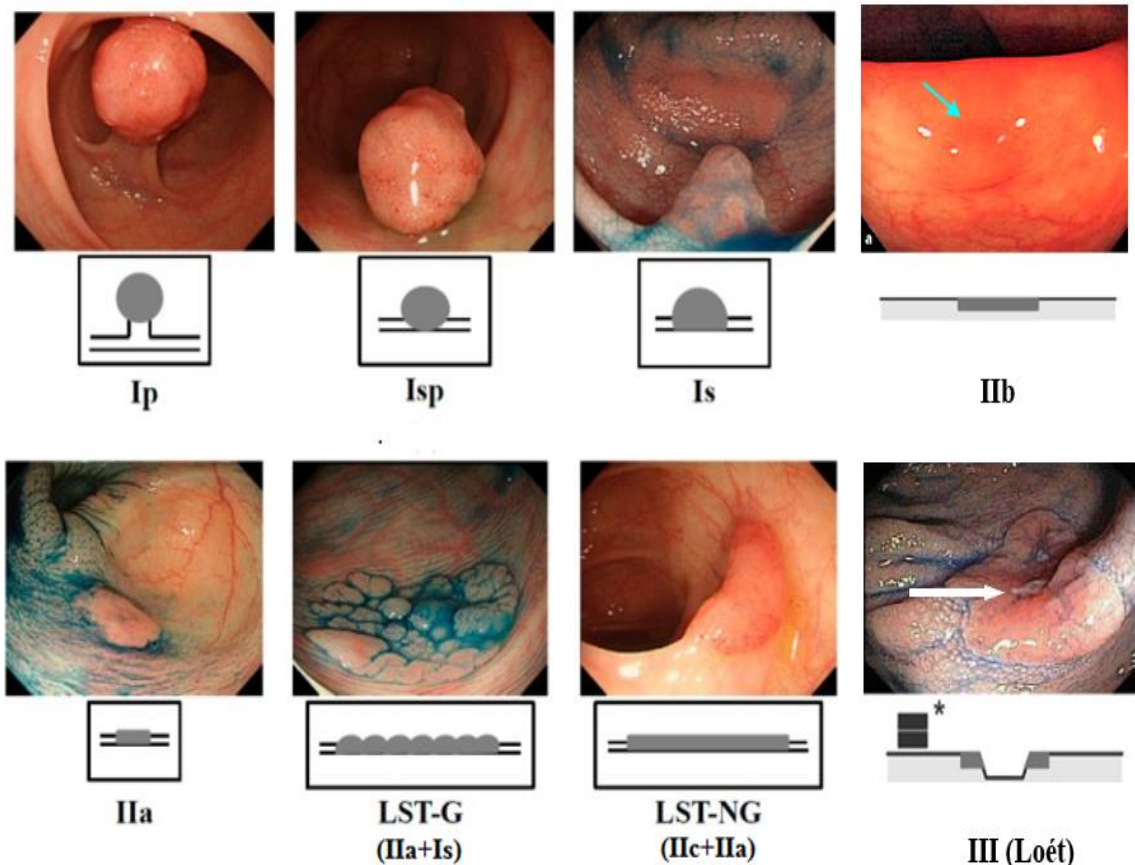 a
Ip
Isp
Is
IIb
*
IIa
LST-G
(IIa+Is)
LST-NG
(IIc+IIa)
III (Loét)